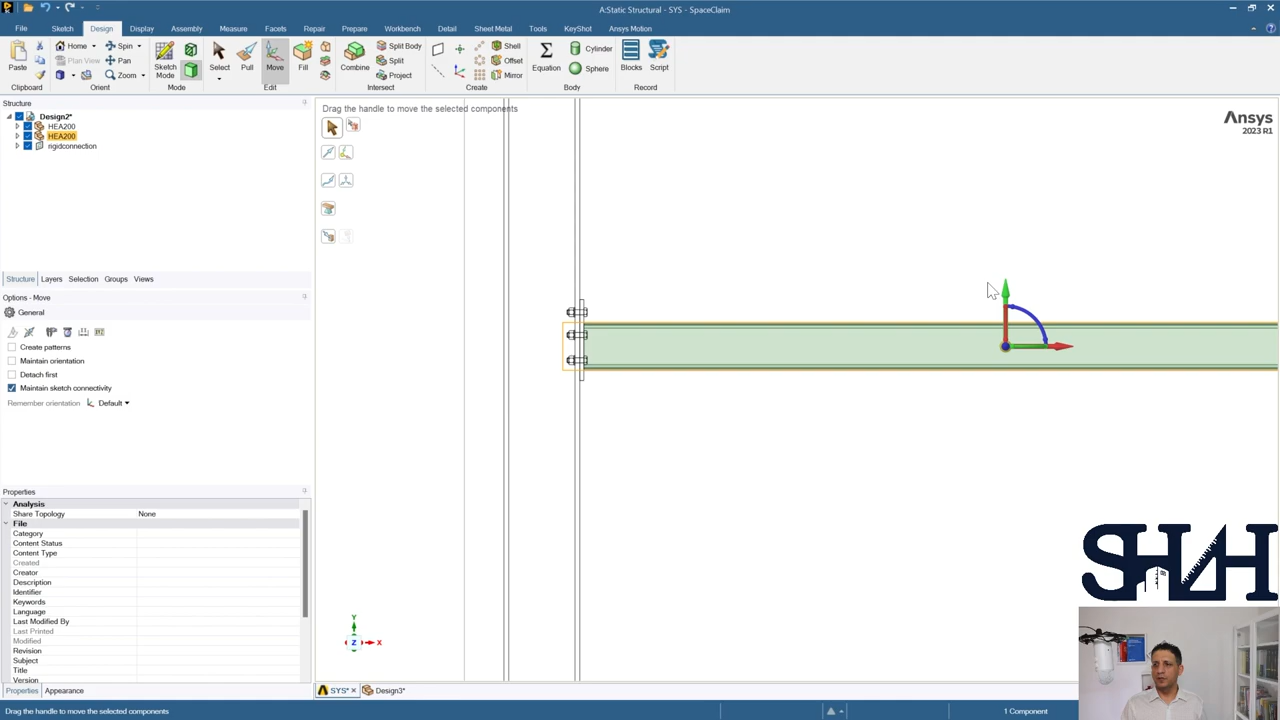 A:Static Structural - SYS - SpaceClaim
File Sketch Design Display Assembly Measure Facets Repair Prepare Workbench Detail Sheet Metal Tools KeyShot Ansys Motion
Home Spin Split Body Shell Cylinder
Plan View Pan Split Offset
Zoom Project Mirror Sphere
Paste Sketch Mode Select Pull Move Fill Combine Equation Blocks Script
Clipboard Orient Mode Edit Intersect Create Body Record
Structure
Design2*
HEA200
HEA200
rigidconnection
Structure Layers Selection Groups Views
Options - Move
General
Create patterns
Maintain orientation
Detach first
Maintain sketch connectivity
Remember orientation Default
Properties
Analysis
Share Topology None
File
Category
Content Status
Content Type
Created
Creator
Description
Identifier
Keywords
Language
Last Modified By
Last Printed
Modified
Revision
Subject
Title
Version
Properties Appearance
Drag the handle to move the selected components
Ansys
2023 R1
Y
Z X
SYS* Design3*
Drag the handle to move the selected components 1 Component